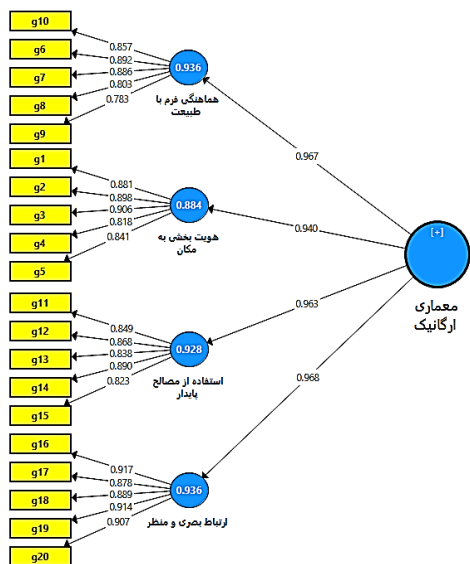 g10
g6
g7
g8
g9
0.857
0.892
0.886
0.803
0.783
0.936
هماهنگی فرم با
طبیعت
g1
g2
g3
g4
g5
0.881
0.898
0.906
0.818
0.841
0.884
هویت بخشی به
مکان
g11
g12
g13
g14
g15
0.849
0.868
0.838
0.890
0.823
0.928
استفاده از مصالح
پایدار
g16
g17
g18
g19
g20
0.917
0.878
0.889
0.914
0.907
0.936
ارتباط بصری و منظر
0.967
0.940
0.963
0.968
[+]
معماری
ارگانیک